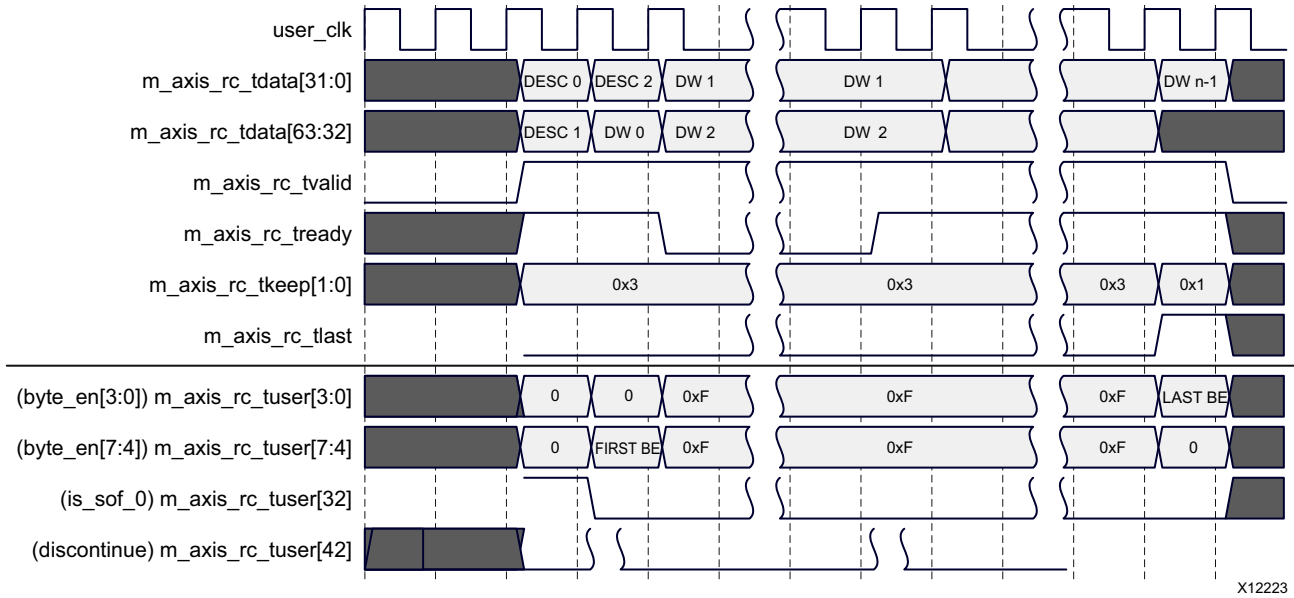 user_clk
m_axis_rc_tdata[31:0] DESC 0 DESC 2 DW 1 DW 1 DW n-1
m_axis_rc_tdata[63:32] DESC 1 DW 0 DW 2 DW 2
m_axis_rc_tvalid
m_axis_rc_tready
m_axis_rc_tkeep[1:0] 0x3 0x3 0x3 0x1
m_axis_rc_tlast
(byte_en[3:0]) m_axis_rc_tuser[3:0] 0 0 0xF 0xF 0xF LAST BE
(byte_en[7:4]) m_axis_rc_tuser[7:4] 0 FIRST BE 0xF 0xF 0xF 0
(is_sof_0) m_axis_rc_tuser[32]
(discontinue) m_axis_rc_tuser[42]
X12223